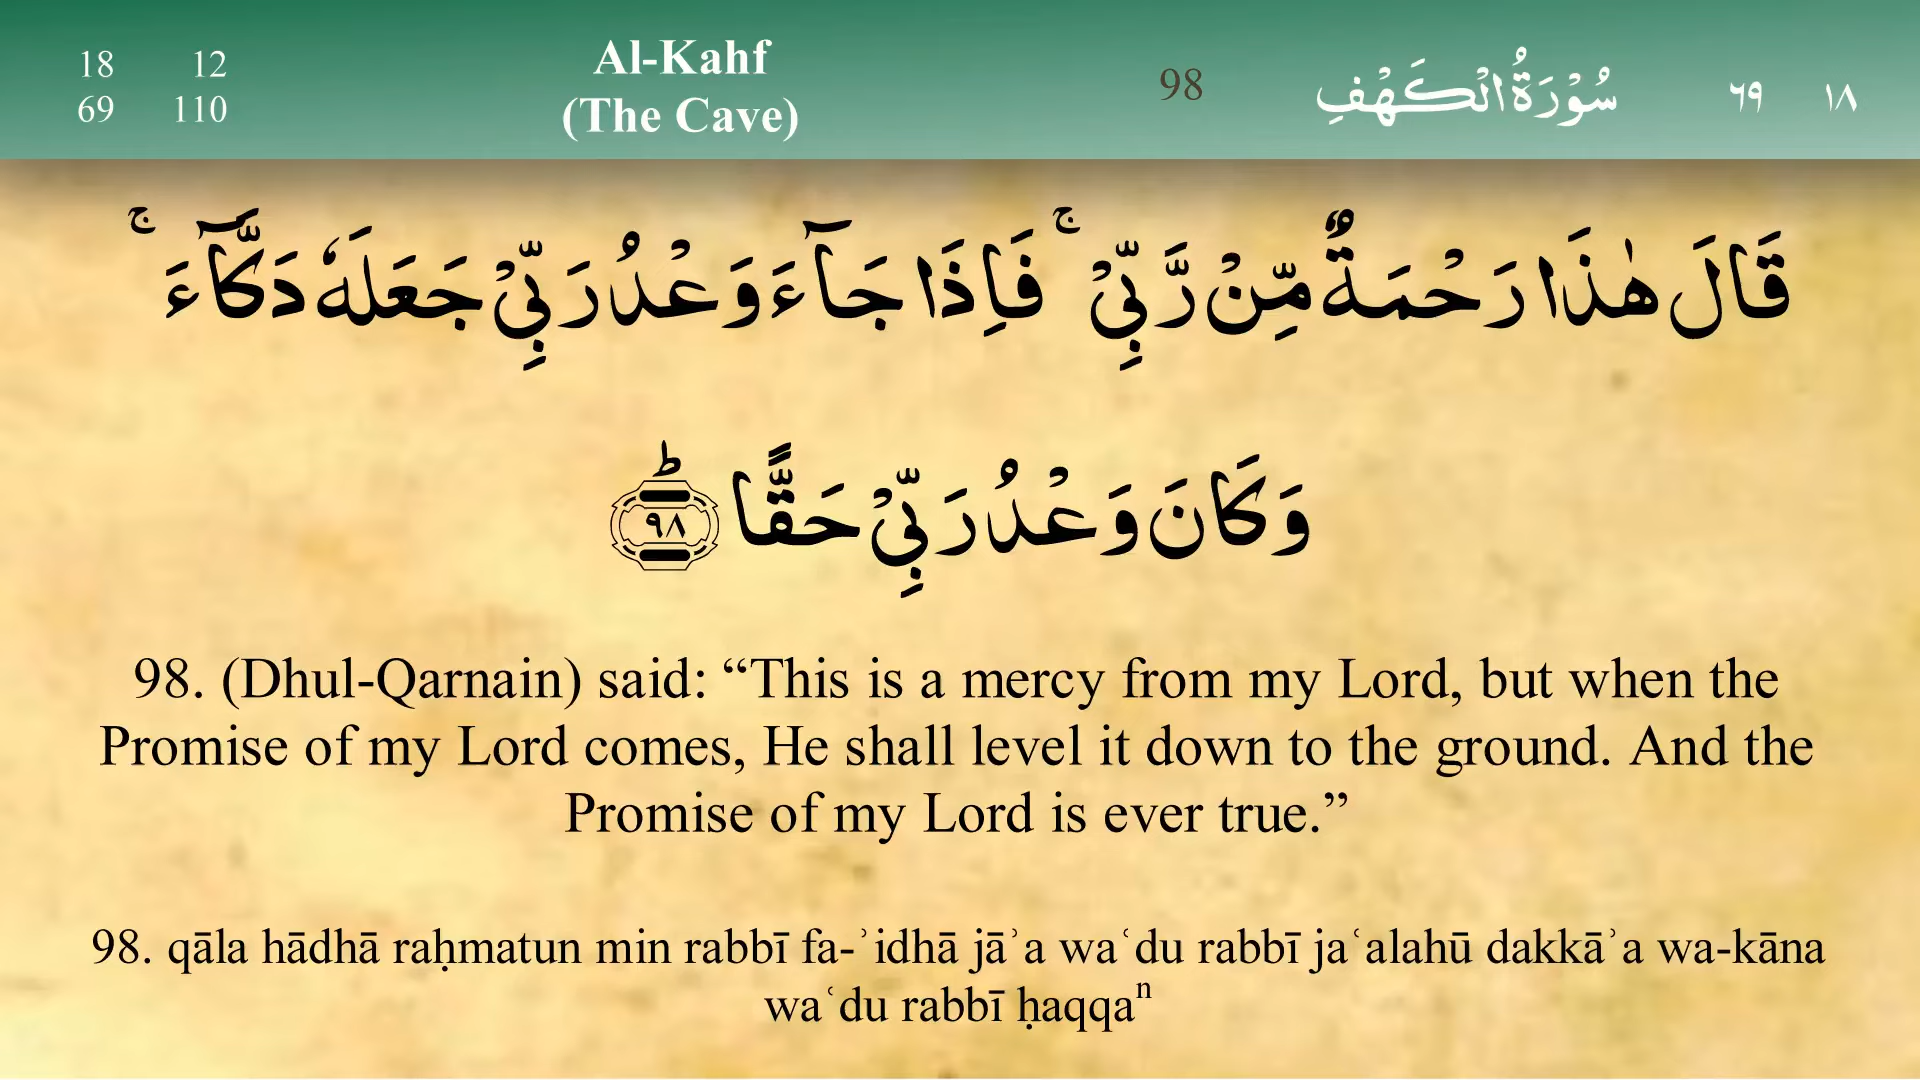 18 12
69 110
Al-Kahf
(The Cave)
98
سُوْرَةُ الْكَهْفِ
٦٩ ١٨
قَالَ هٰذَا رَحْمَةٌ مِّنْ رَّبِّيْ ۚ فَاِذَا جَآءَ وَعْدُ رَبِّيْ جَعَلَهٗ دَكَّآءَ ۚ
وَكَانَ وَعْدُ رَبِّيْ حَقًّا ؕ ٩٨
98. (Dhul-Qarnain) said: “This is a mercy from my Lord, but when the
Promise of my Lord comes, He shall level it down to the ground. And the
Promise of my Lord is ever true.”
98. qāla hādhā raḥmatun min rabbī fa-ʾidhā jāʾa waʿdu rabbī jaʿalahū dakkāʾa wa-kāna
waʿdu rabbī ḥaqqaⁿ